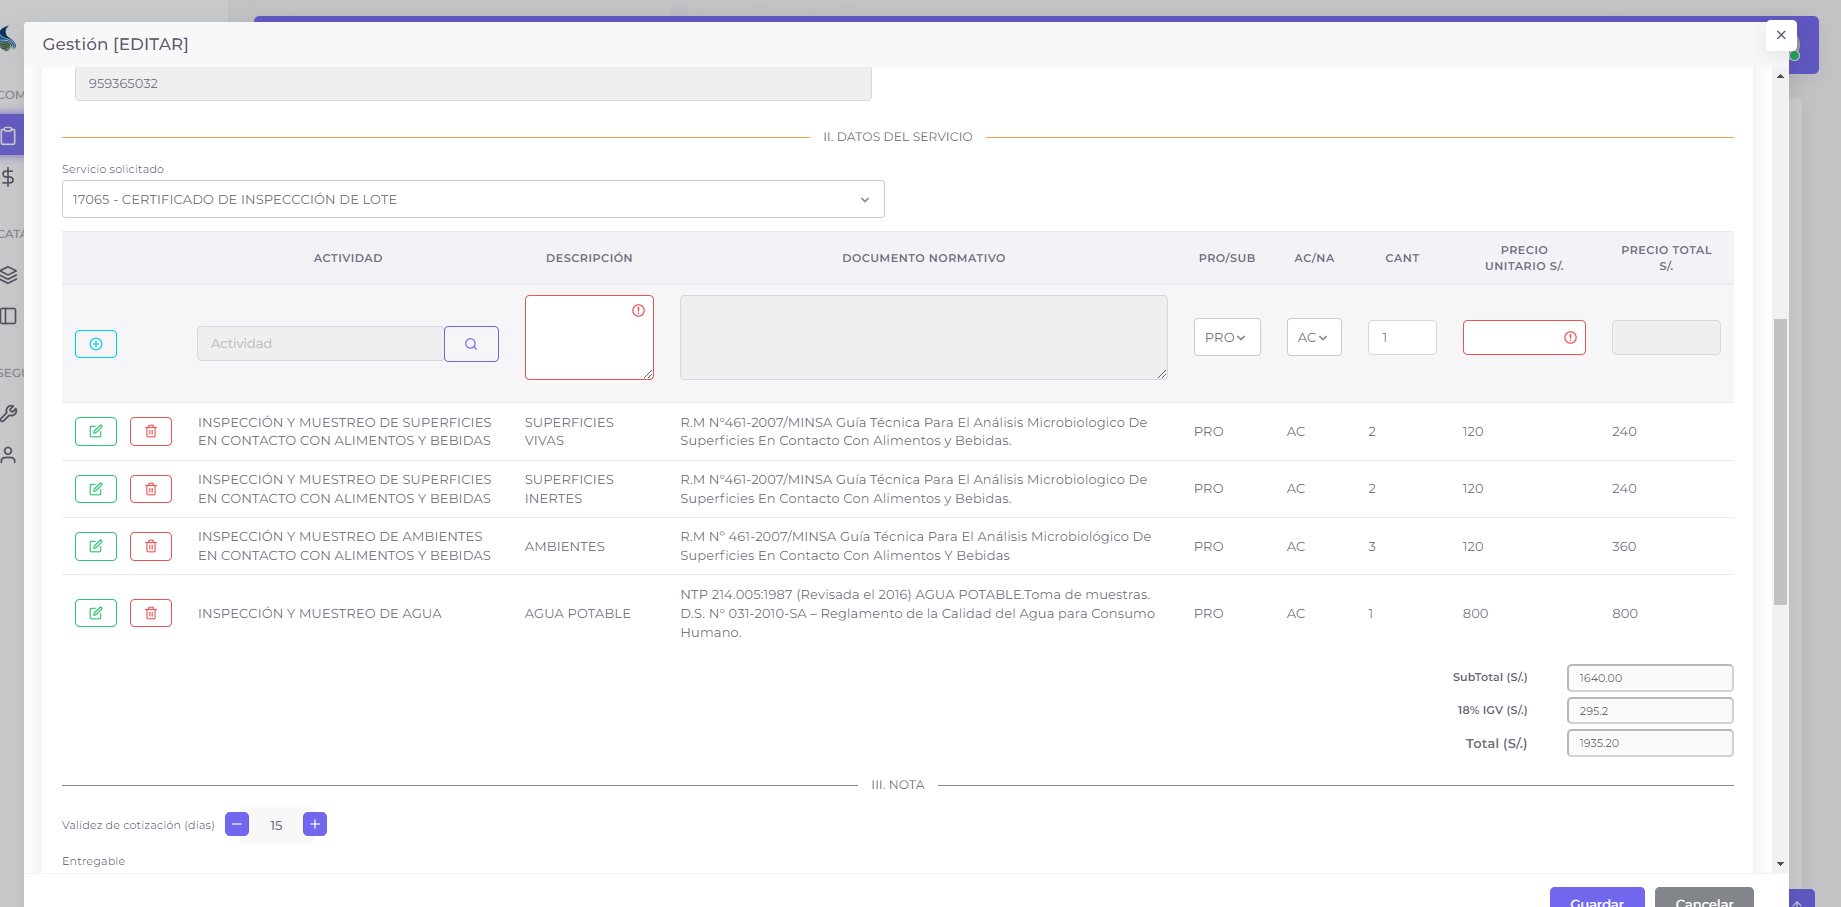 Gestión [EDITAR]
959365032
COM
II. DATOS DEL SERVICIO
Servicio solicitado
17065 - CERTIFICADO DE INSPECCCIÓN DE LOTE
CATÁ
ACTIVIDAD DESCRIPCIÓN DOCUMENTO NORMATIVO PRO/SUB AC/NA CANT PRECIO UNITARIO S/. PRECIO TOTAL S/.
Actividad PRO AC 1
SEGU
INSPECCIÓN Y MUESTREO DE SUPERFICIES SUPERFICIES R.M N°461-2007/MINSA Guía Técnica Para El Análisis Microbiologico De
EN CONTACTO CON ALIMENTOS Y BEBIDAS VIVAS Superficies En Contacto Con Alimentos y Bebidas. PRO AC 2 120 240
INSPECCIÓN Y MUESTREO DE SUPERFICIES SUPERFICIES R.M N°461-2007/MINSA Guía Técnica Para El Análisis Microbiologico De
EN CONTACTO CON ALIMENTOS Y BEBIDAS INERTES Superficies En Contacto Con Alimentos y Bebidas. PRO AC 2 120 240
INSPECCIÓN Y MUESTREO DE AMBIENTES AMBIENTES R.M N° 461-2007/MINSA Guía Técnica Para El Análisis Microbiológico De
EN CONTACTO CON ALIMENTOS Y BEBIDAS Superficies En Contacto Con Alimentos Y Bebidas PRO AC 3 120 360
NTP 214.005:1987 (Revisada el 2016) AGUA POTABLE.Toma de muestras.
INSPECCIÓN Y MUESTREO DE AGUA AGUA POTABLE D.S. N° 031-2010-SA – Reglamento de la Calidad del Agua para Consumo PRO AC 1 800 800
Humano.
SubTotal (S/.) 1640.00
18% IGV (S/.) 295.2
Total (S/.) 1935.20
III. NOTA
Validez de cotización (días) 15
Entregable
Guardar Cancelar